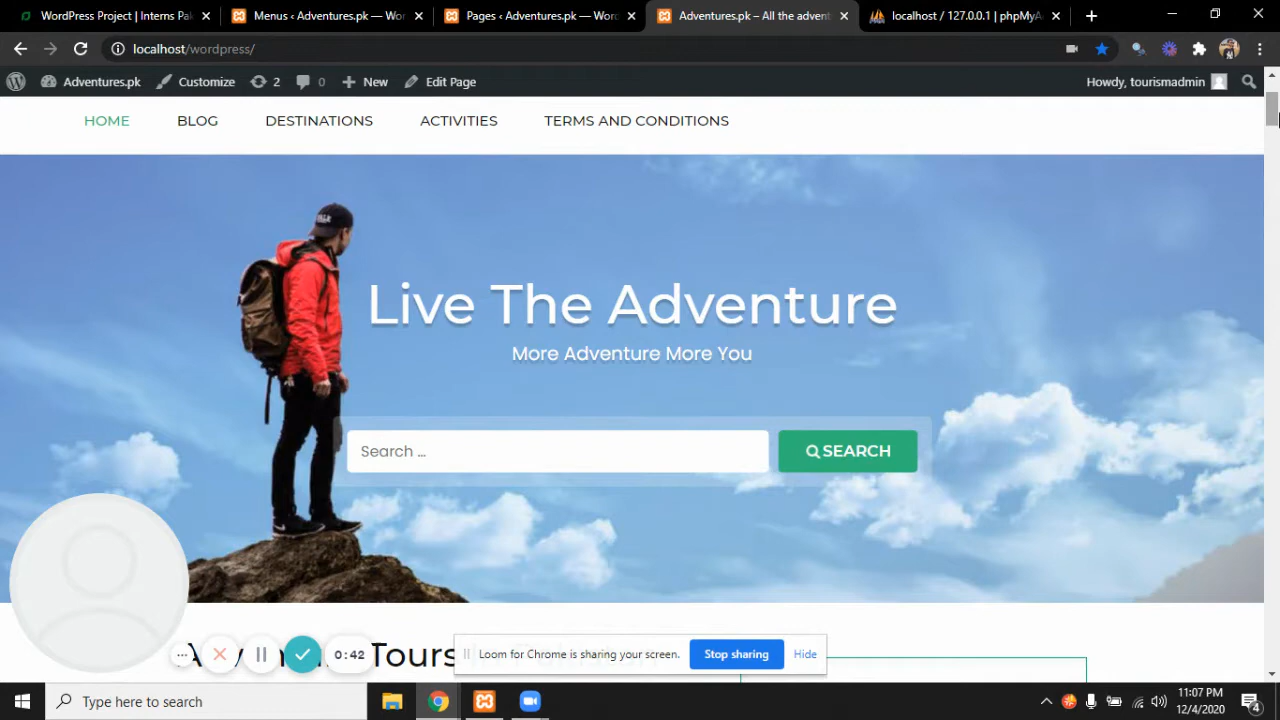 WordPress Project | Interns Pak
Menus ‹ Adventures.pk — Wor
Pages ‹ Adventures.pk — Word
Adventures.pk – All the advent
localhost / 127.0.0.1 | phpMyA
localhost/wordpress/
Adventures.pk
Customize
2
0
New
Edit Page
Howdy, tourismadmin
HOME
BLOG
DESTINATIONS
ACTIVITIES
TERMS AND CONDITIONS
Live The Adventure
More Adventure More You
Search …
SEARCH
Tours
0:42
Loom for Chrome is sharing your screen.
Stop sharing
Hide
Type here to search
11:07 PM
12/4/2020
4